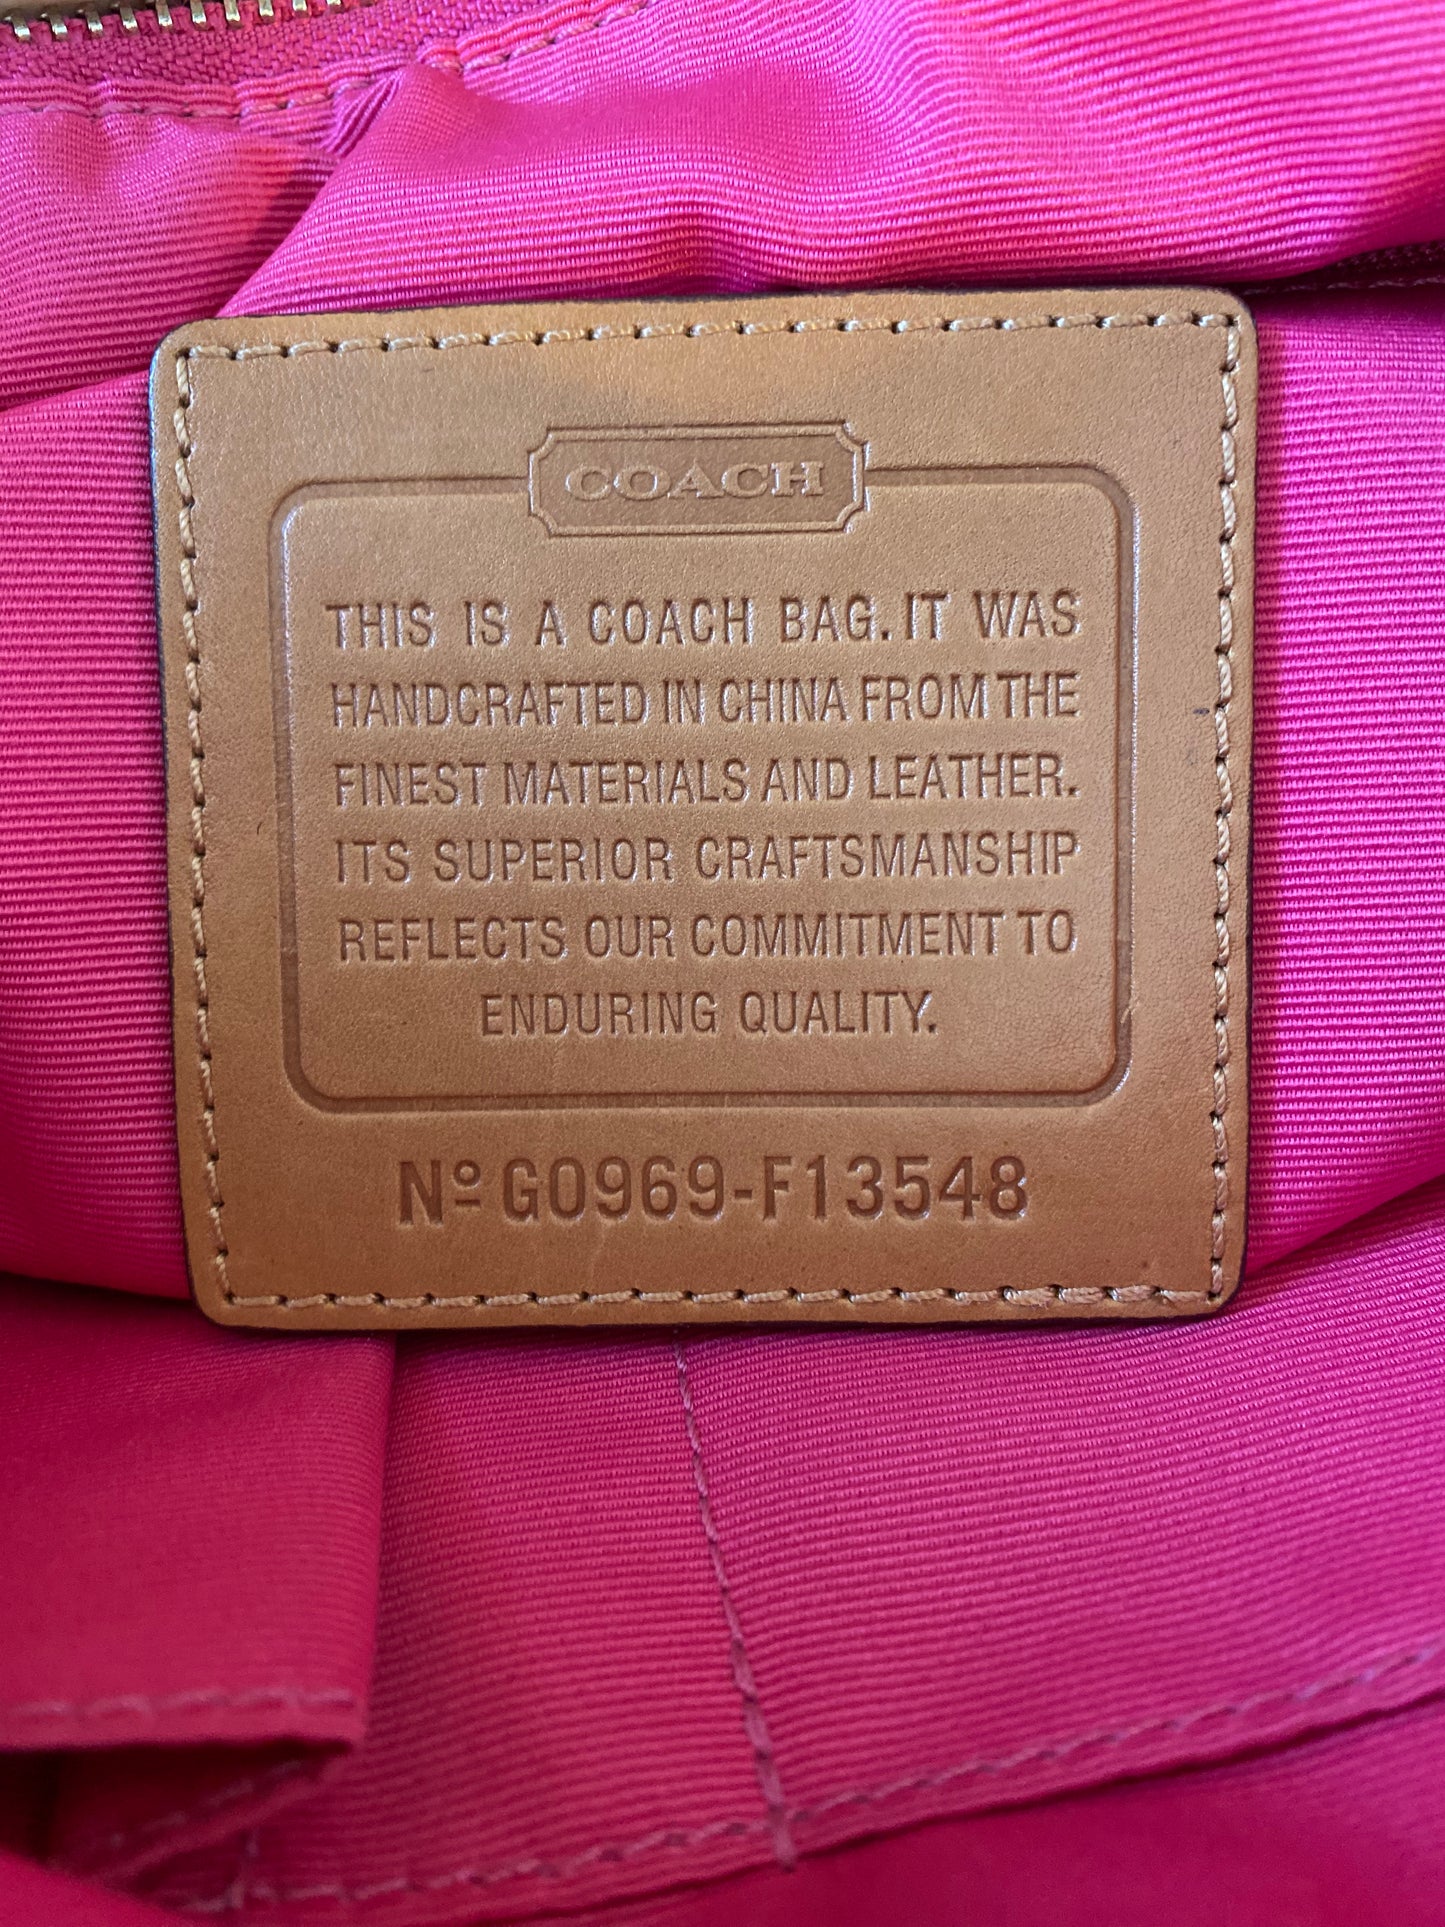 COACH
THIS IS A COACH BAG. IT WAS
HANDCRAFTED IN CHINA FROM THE
FINEST MATERIALS AND LEATHER.
ITS SUPERIOR CRAFTSMANSHIP
REFLECTS OUR COMMITMENT TO
ENDURING QUALITY.
Nº G0969-F13548